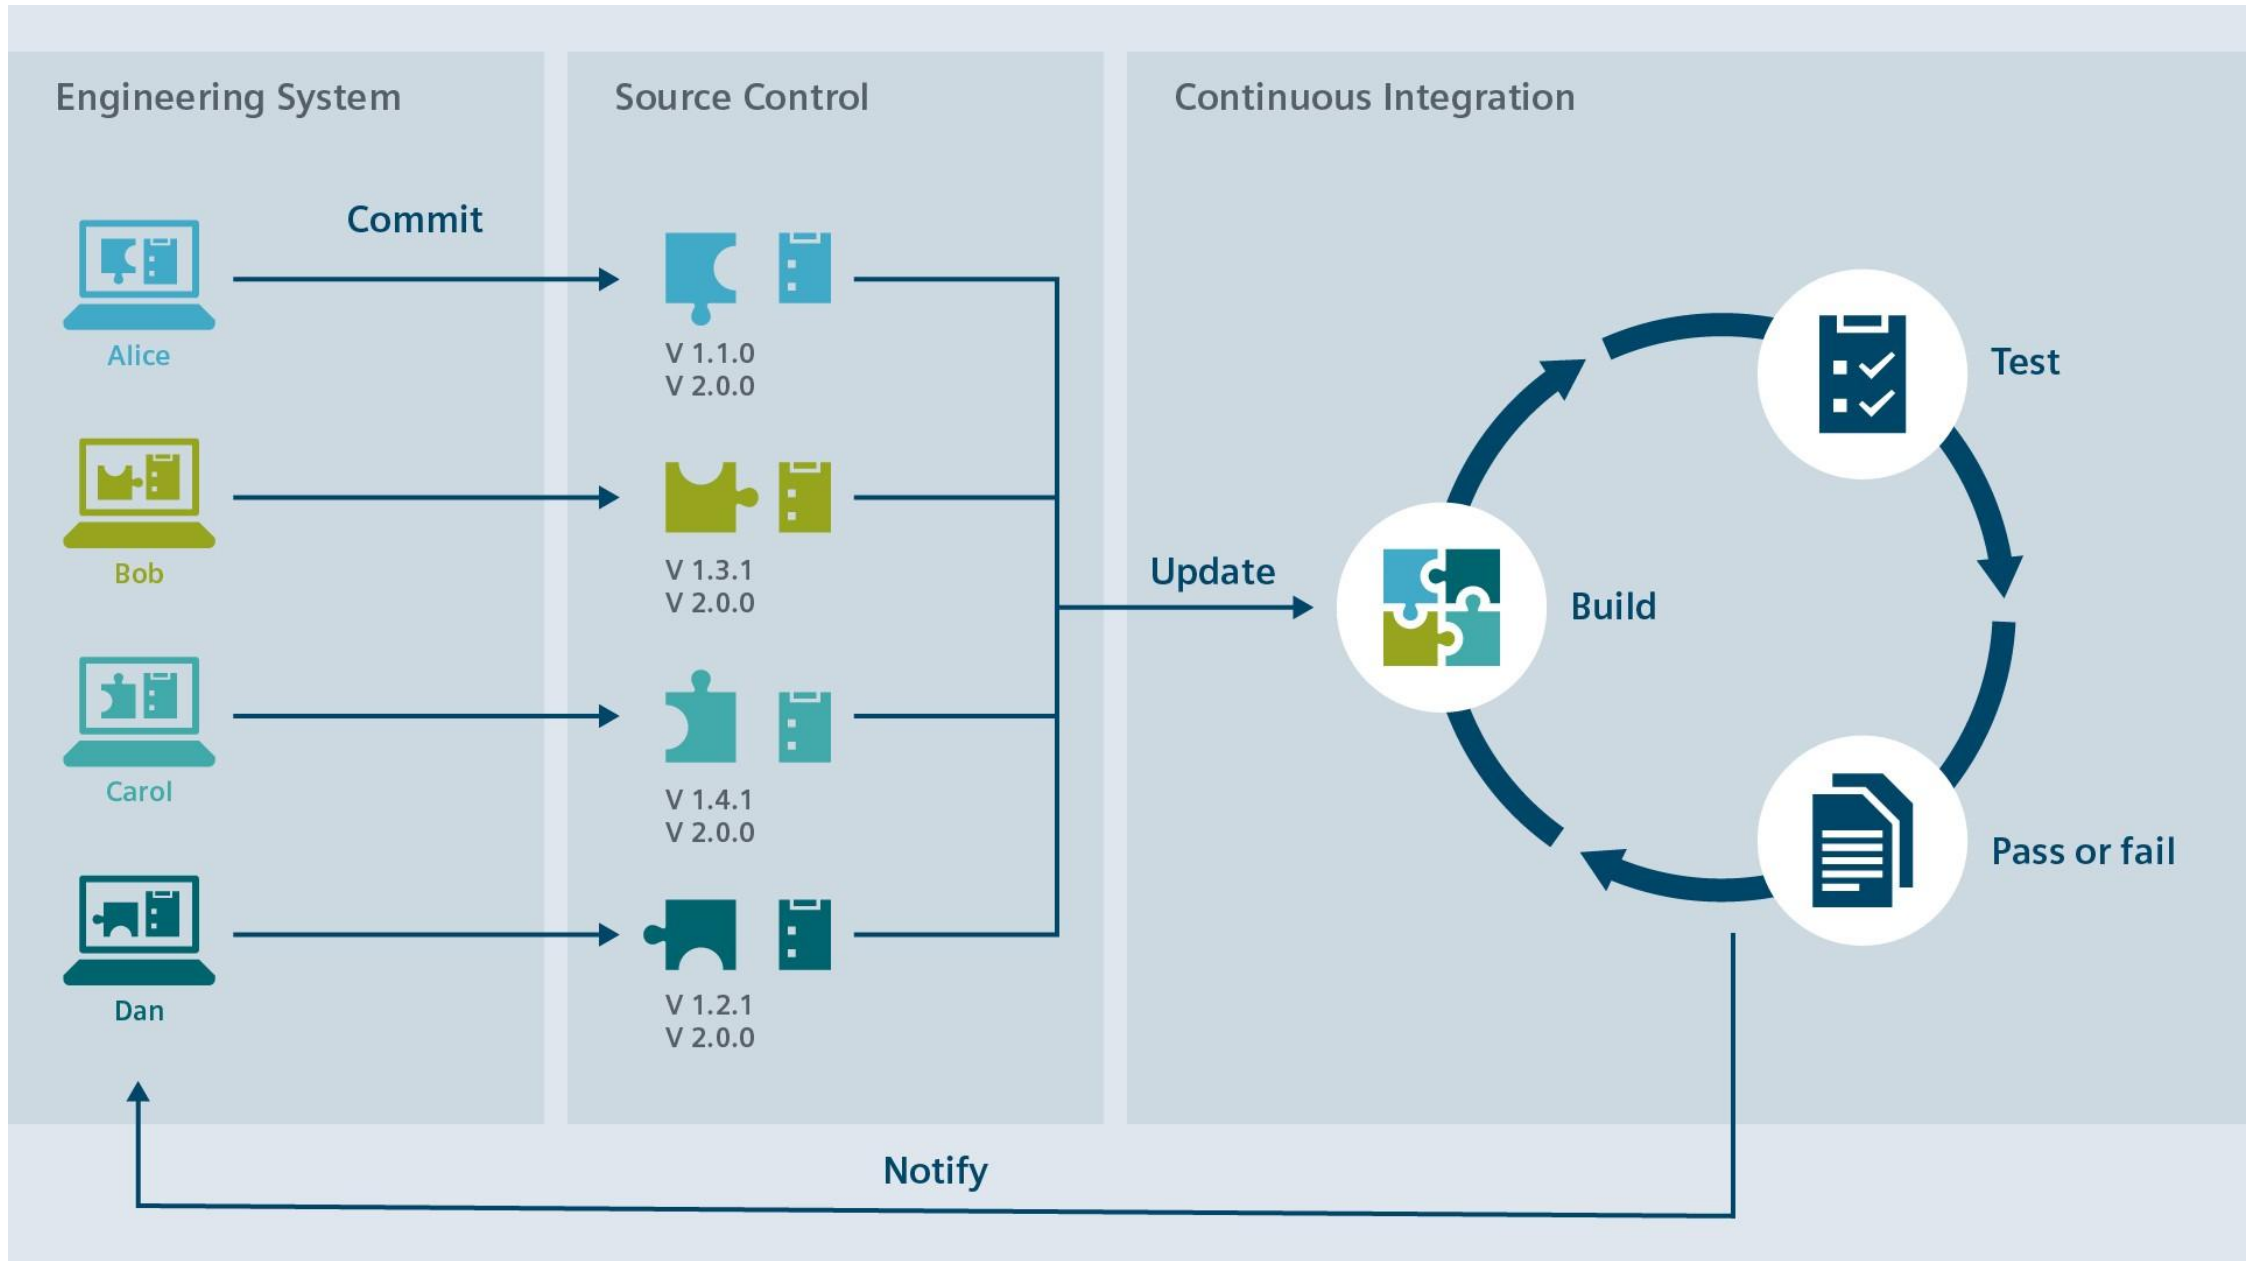 Engineering System
Source Control
Continuous Integration
Commit
Alice
V 1.1.0
V 2.0.0
Bob
V 1.3.1
V 2.0.0
Carol
V 1.4.1
V 2.0.0
Dan
V 1.2.1
V 2.0.0
Update
Build
Test
Pass or fail
Notify